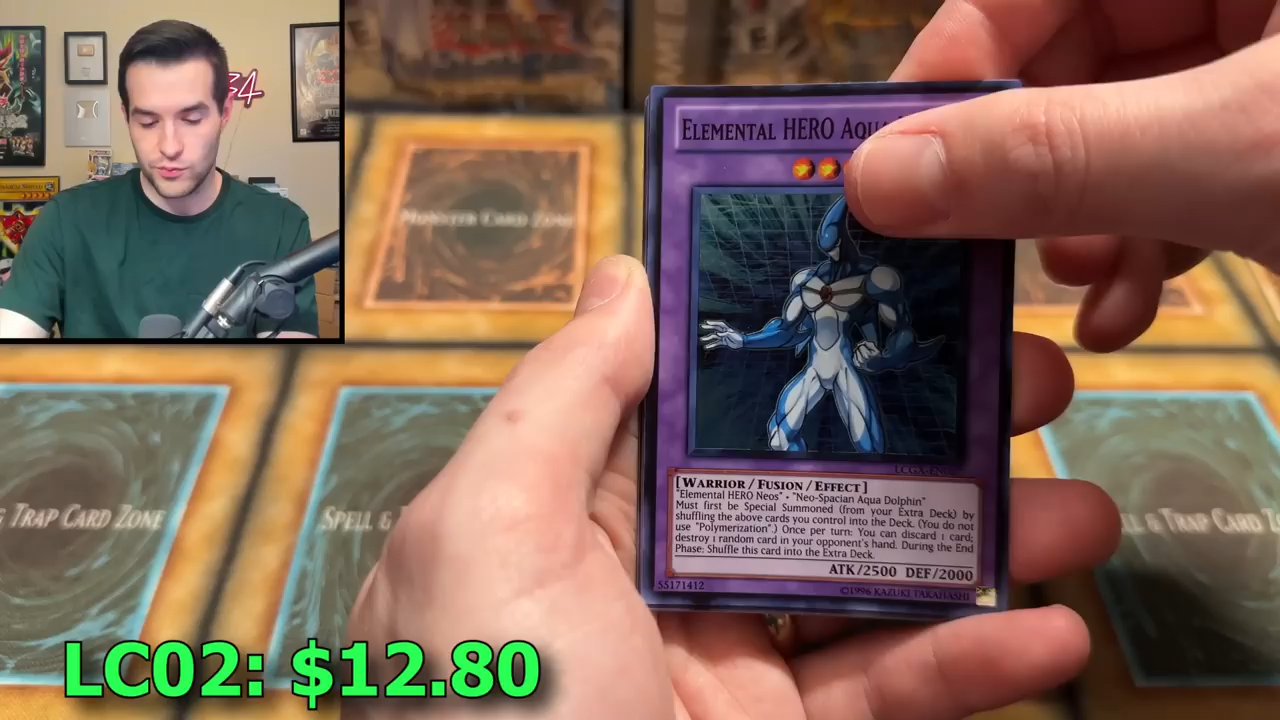 34
ELEMENTAL HERO AQUA
MONSTER CARD ZONE
LCGX-EN
[WARRIOR/FUSION/EFFECT]
"Elemental HERO Neos" • "Neo-Spacian Aqua Dolphin"
Must first be Special Summoned (from your Extra Deck) by
shuffling the above cards you control into the Deck. (You do not
use "Polymerization".) Once per turn: You can discard 1 card;
destroy 1 random card in your opponent's hand. During the End
Phase: Shuffle this card into the Extra Deck.
ATK/2500 DEF/2000
55171412
©1996 KAZUKI TAKAHASHI
TRAP CARD ZONE
SPELL &
& TRAP CARD
LC02: $12.80